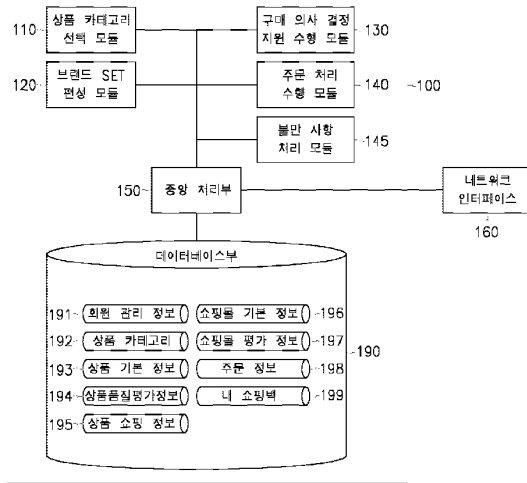 110
상품 카테고리
선택 모듈
구매 의사 결정
지원 수행 모듈
130
120
브랜드 SET
편성 모듈
주문 처리
수행 모듈
140
100
불만 사항
처리 모듈
145
150
중앙 처리부
네트워크
인터페이스
160
데이터베이스부
191
회원 관리 정보
쇼핑몰 기본 정보
196
192
상품 카테고리
쇼핑몰 평가 정보
197
190
193
상품 기본 정보
주문 정보
198
194
상품품질평가정보
내 쇼핑백
199
195
상품 쇼핑 정보